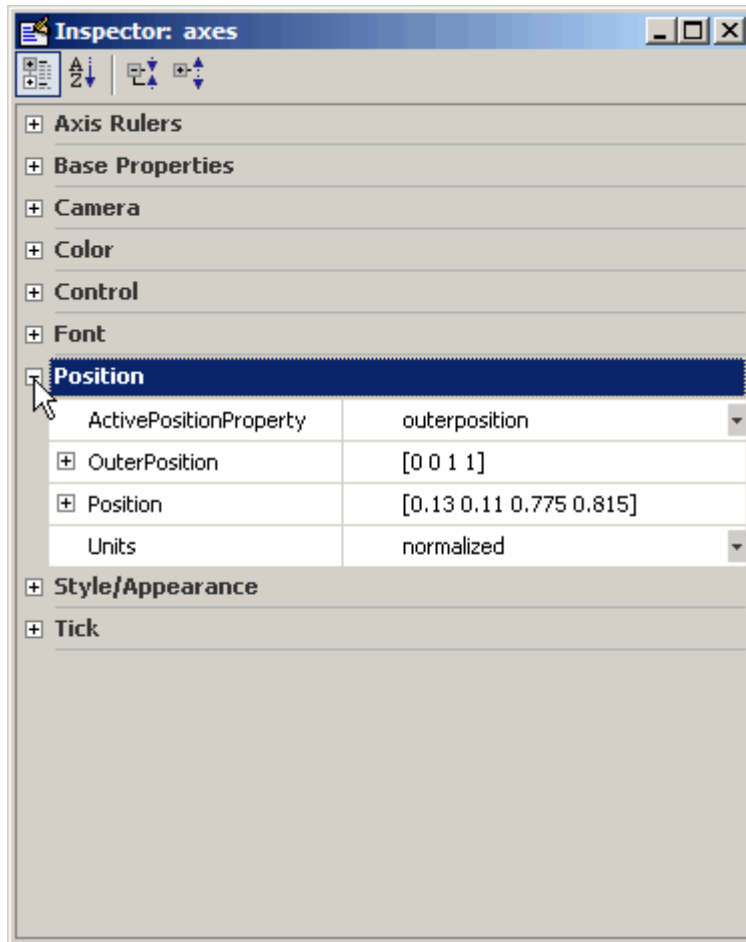 Inspector: axes
A Z
Axis Rulers
Base Properties
Camera
Color
Control
Font
Position
ActivePositionProperty outerposition
OuterPosition [0 0 1 1]
Position [0.13 0.11 0.775 0.815]
Units normalized
Style/Appearance
Tick